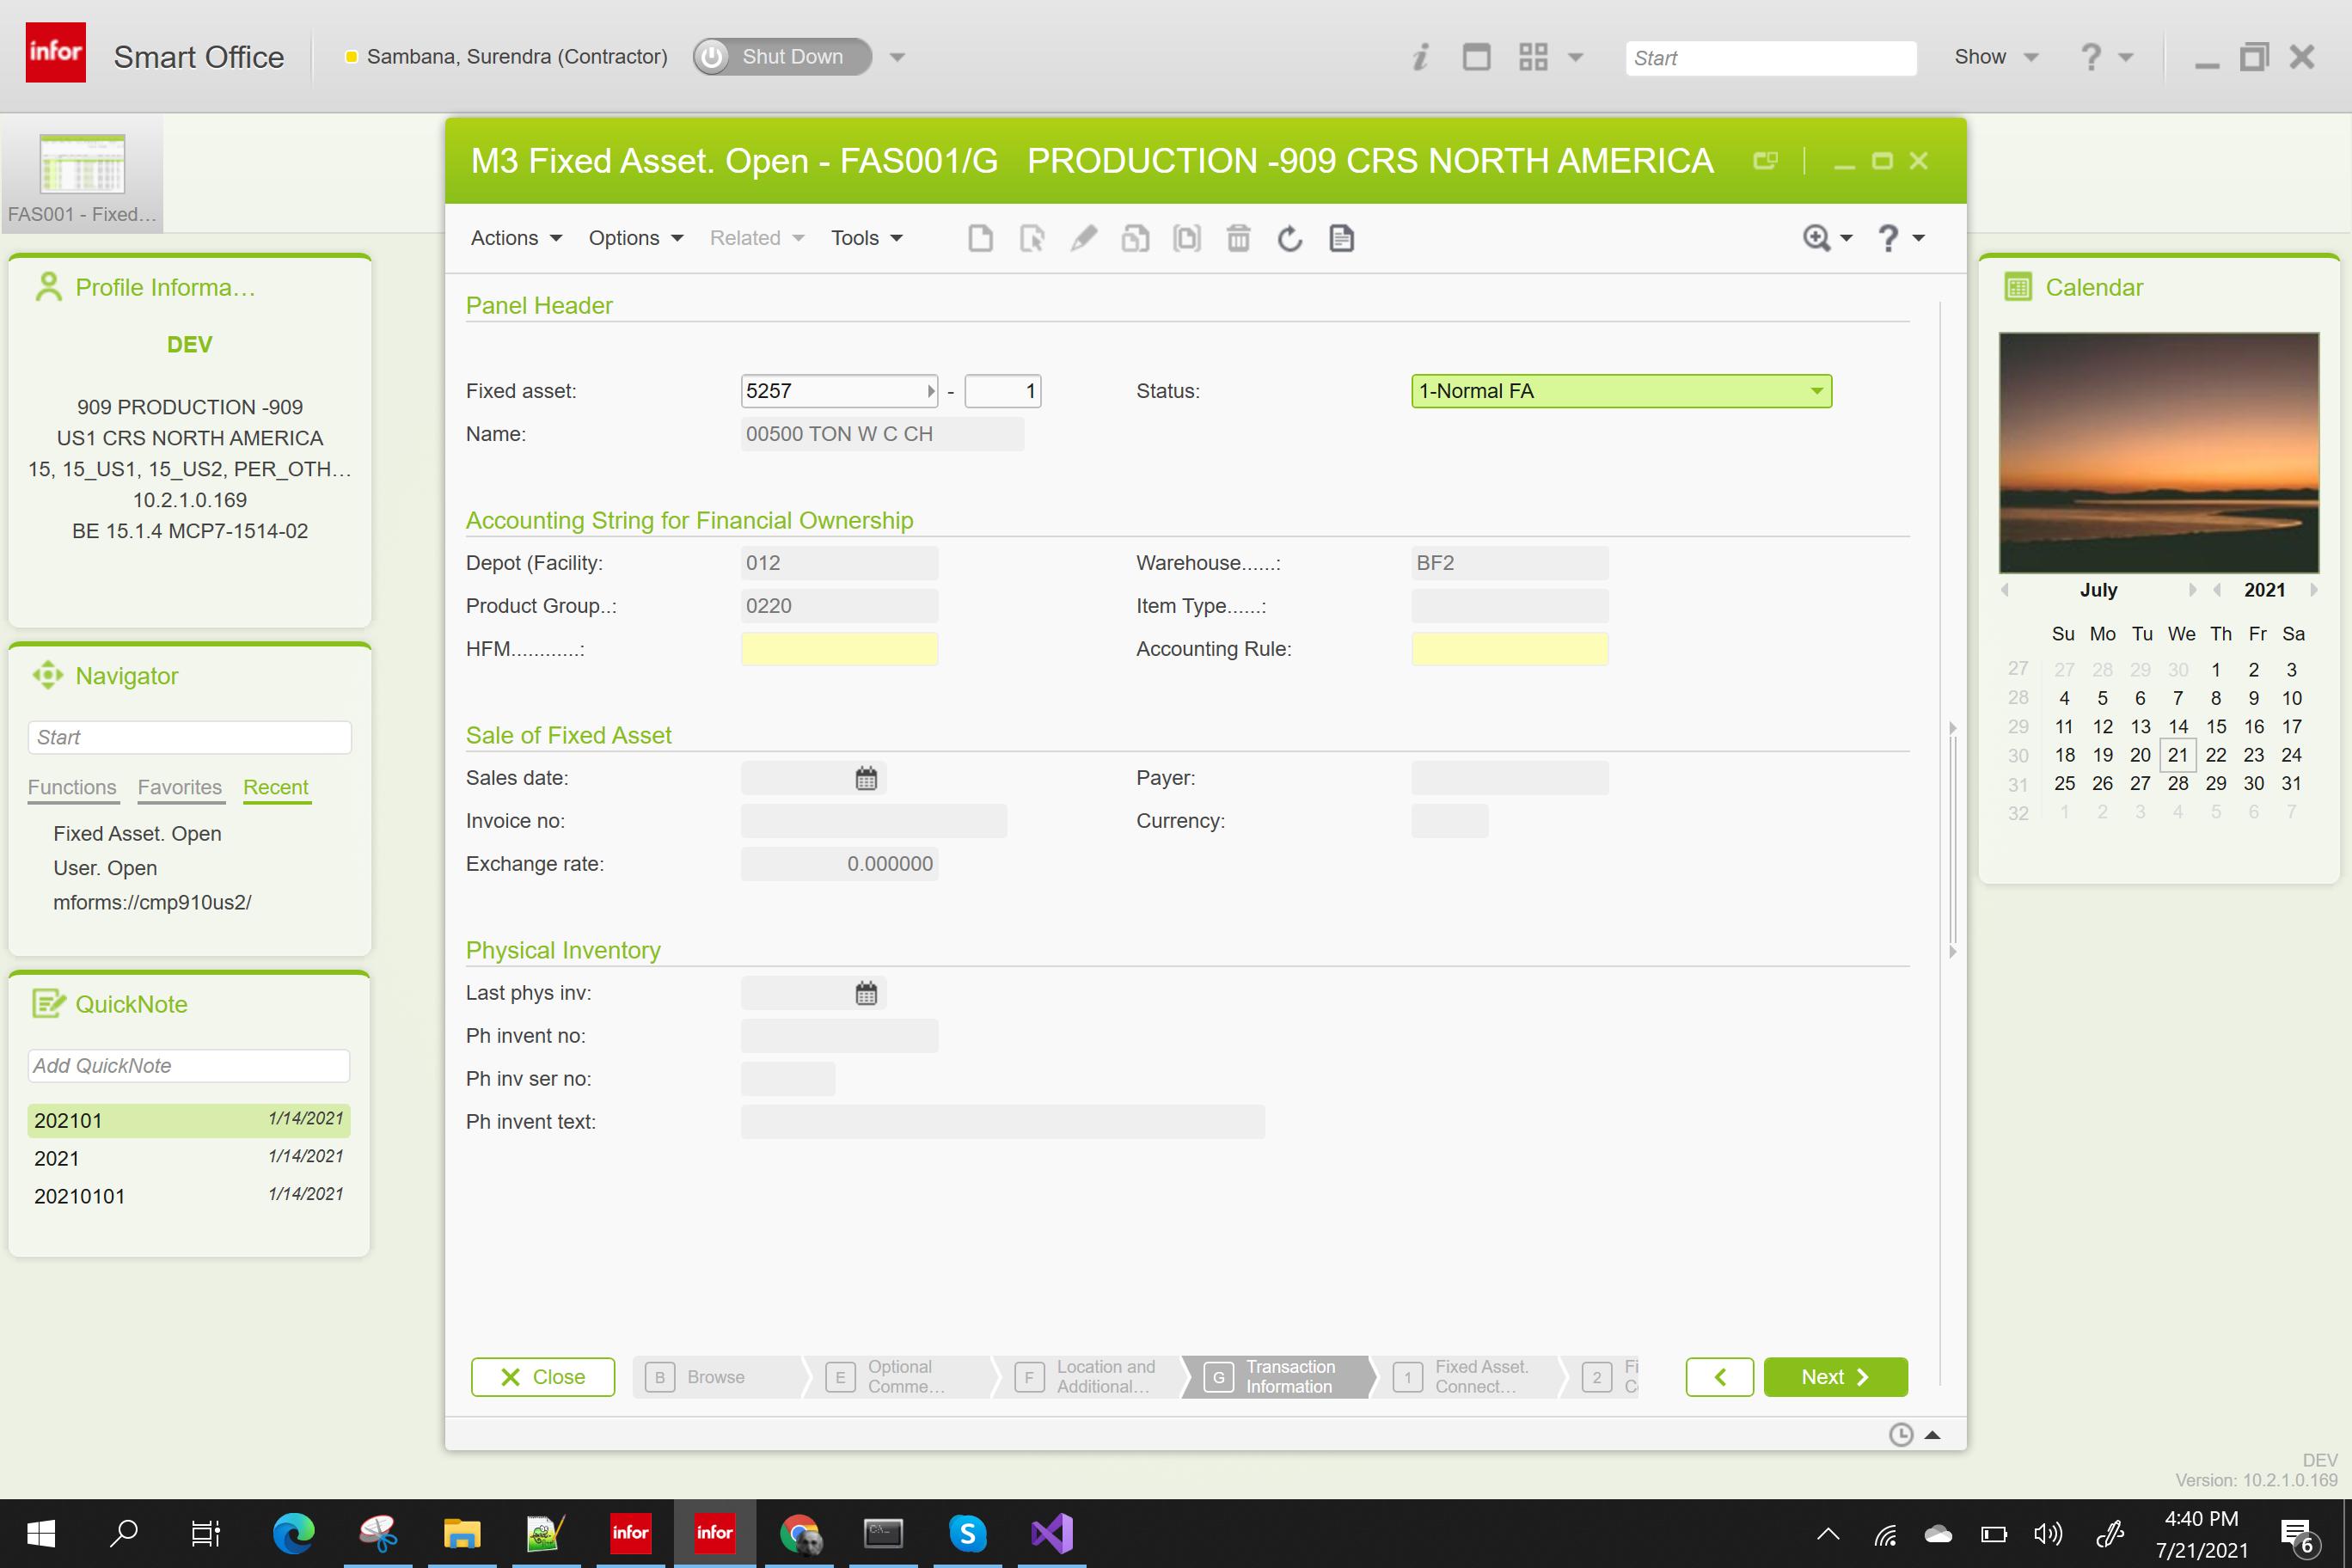 infor
Smart Office
Sambana, Surendra (Contractor)
Shut Down
Start
Show
?
FAS001 - Fixed...
M3 Fixed Asset. Open - FAS001/G PRODUCTION -909 CRS NORTH AMERICA
Actions
Options
Related
Tools
?
Profile Informa...
DEV
909 PRODUCTION -909
US1 CRS NORTH AMERICA
15, 15_US1, 15_US2, PER_OTH...
10.2.1.0.169
BE 15.1.4 MCP7-1514-02
Navigator
Start
Functions Favorites Recent
Fixed Asset. Open
User. Open
mforms://cmp910us2/
QuickNote
Add QuickNote
202101 1/14/2021
2021 1/14/2021
20210101 1/14/2021
Panel Header
Fixed asset: 5257 - 1 Status: 1-Normal FA
Name: 00500 TON W C CH
Accounting String for Financial Ownership
Depot (Facility: 012 Warehouse......: BF2
Product Group..: 0220 Item Type......:
HFM............: Accounting Rule:
Sale of Fixed Asset
Sales date: Payer:
Invoice no: Currency:
Exchange rate: 0.000000
Physical Inventory
Last phys inv:
Ph invent no:
Ph inv ser no:
Ph invent text:
Close
B Browse
E Optional
Comme...
F Location and
Additional...
G Transaction
Information
1 Fixed Asset.
Connect...
2 Fi
C
Next
Calendar
July 2021
Su Mo Tu We Th Fr Sa
27 27 28 29 30 1 2 3
28 4 5 6 7 8 9 10
29 11 12 13 14 15 16 17
30 18 19 20 21 22 23 24
31 25 26 27 28 29 30 31
32 1 2 3 4 5 6 7
DEV
Version: 10.2.1.0.169
infor
infor
C:\_
S
4:40 PM
7/21/2021
6